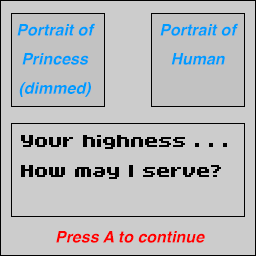 Portrait of
Princess
(dimmed)
Portrait of
Human
Your highness . . .
How may I serve?
Press A to continue